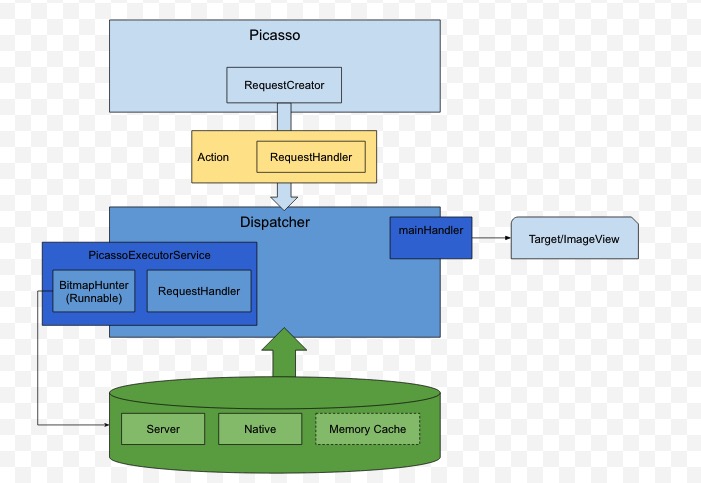 Picasso
RequestCreator
Action
RequestHandler
Dispatcher
mainHandler
Target/ImageView
PicassoExecutorService
BitmapHunter
(Runnable)
RequestHandler
Server
Native
Memory Cache